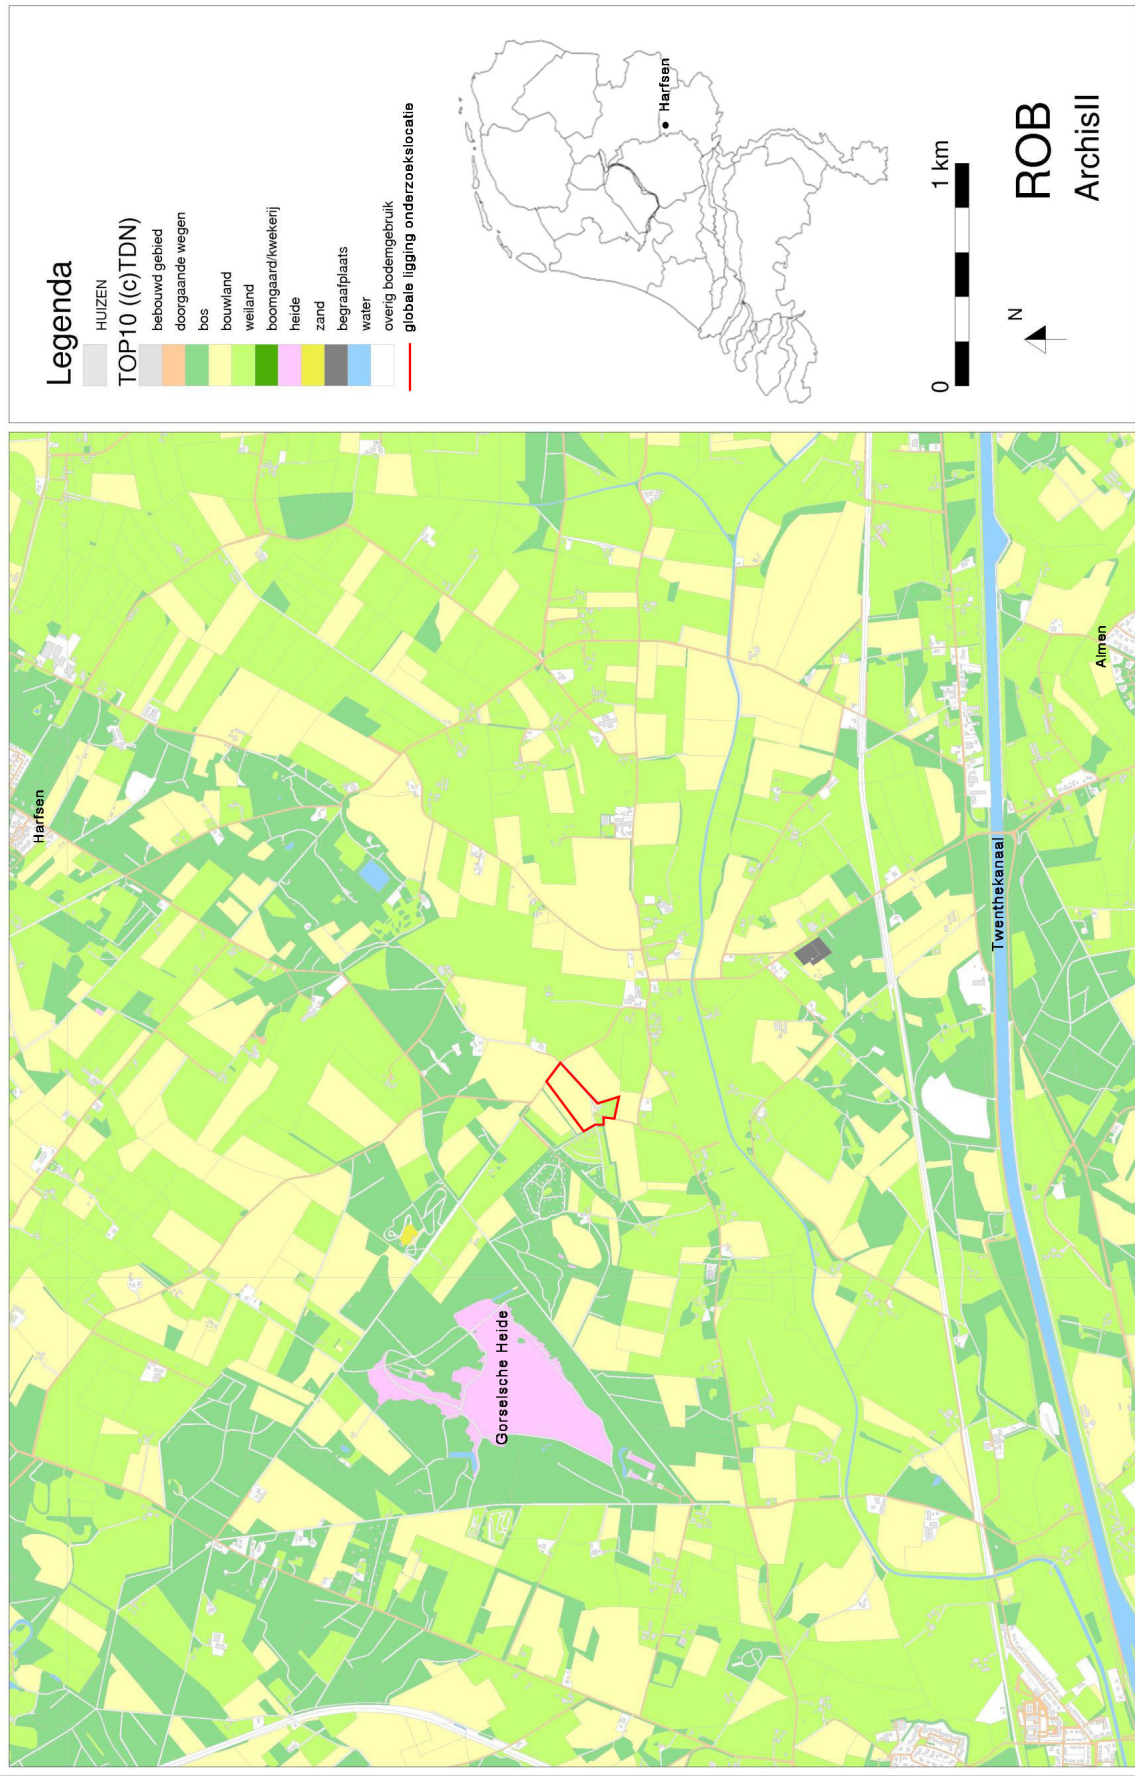 Legenda
HUIZEN
TOP10 ((c)TDN)
bebouwd gebied
doorgaande wegen
bos
bouwland
weiland
boomgaard/kwekerij
heide
zand
begraafplaats
water
overig bodemgebruik
globale ligging onderzoekslocatie
Harfsen
0
1 km
N
ROB
ArchisII
Harfsen
Gorselsche Heide
Twenthekanaal
Almen